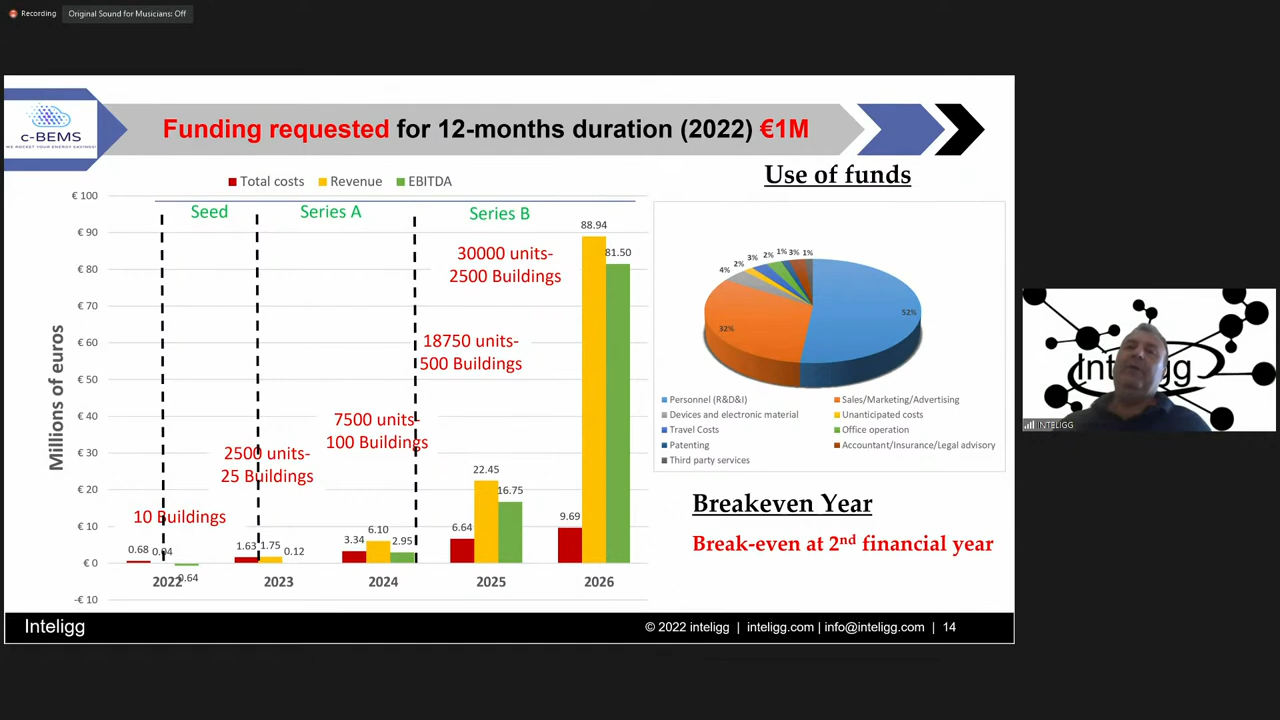 Recording
Original Sound for Musicians: Off
c-BEMS
WE ROCKET YOUR ENERGY SAVINGS!
Funding requested for 12-months duration (2022) €1M
Use of funds
Total costs Revenue EBITDA
Seed Series A Series B
€ 100
€ 90
€ 80
€ 70
€ 60
€ 50
€ 40
€ 30
€ 20
€ 10
€ 0
-€ 10
Millions of euros
88.94
81.50
30000 units-
2500 Buildings
18750 units-
500 Buildings
7500 units-
100 Buildings
2500 units-
25 Buildings
10 Buildings
0.68 0.04
0.64
1.63 1.75 0.12
3.34 6.10 2.95
6.64 22.45 16.75
9.69
2022 2023 2024 2025 2026
4% 2% 3% 2% 1% 3% 1%
52%
32%
Personnel (R&D&I) Sales/Marketing/Advertising
Devices and electronic material Unanticipated costs
Travel Costs Office operation
Patenting Accountant/Insurance/Legal advisory
Third party services
Breakeven Year
Break-even at 2nd financial year
Inteligg
© 2022 inteligg | inteligg.com | info@inteligg.com | 14
Inteligg
INTELIGG